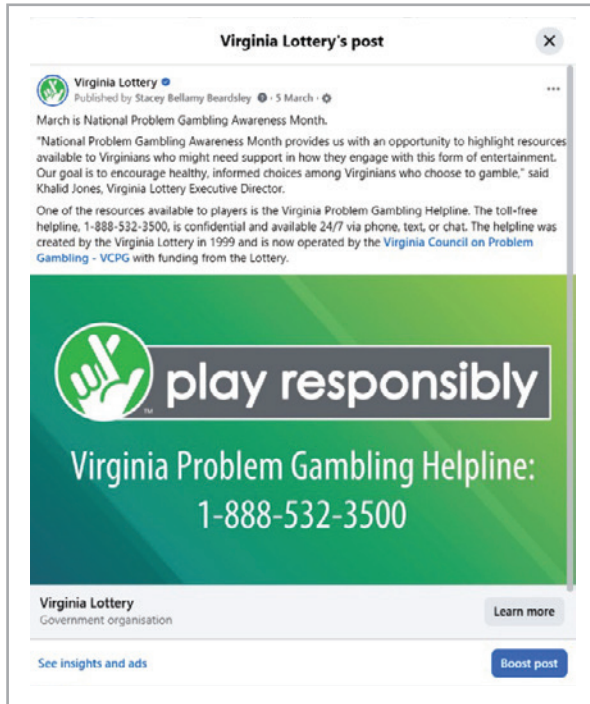 Virginia Lottery's post
Virginia Lottery
Published by Stacey Bellamy Beardsley · 5 March ·
March is National Problem Gambling Awareness Month.
"National Problem Gambling Awareness Month provides us with an opportunity to highlight resources
available to Virginians who might need support in how they engage with this form of entertainment.
Our goal is to encourage healthy, informed choices among Virginians who choose to gamble," said
Khalid Jones, Virginia Lottery Executive Director.
One of the resources available to players is the Virginia Problem Gambling Helpline. The toll-free
helpline, 1-888-532-3500, is confidential and available 24/7 via phone, text, or chat. The helpline was
created by the Virginia Lottery in 1999 and is now operated by the Virginia Council on Problem
Gambling - VCPG with funding from the Lottery.
play responsibly
TM
Virginia Problem Gambling Helpline:
1-888-532-3500
Virginia Lottery
Government organisation
Learn more
See insights and ads
Boost post